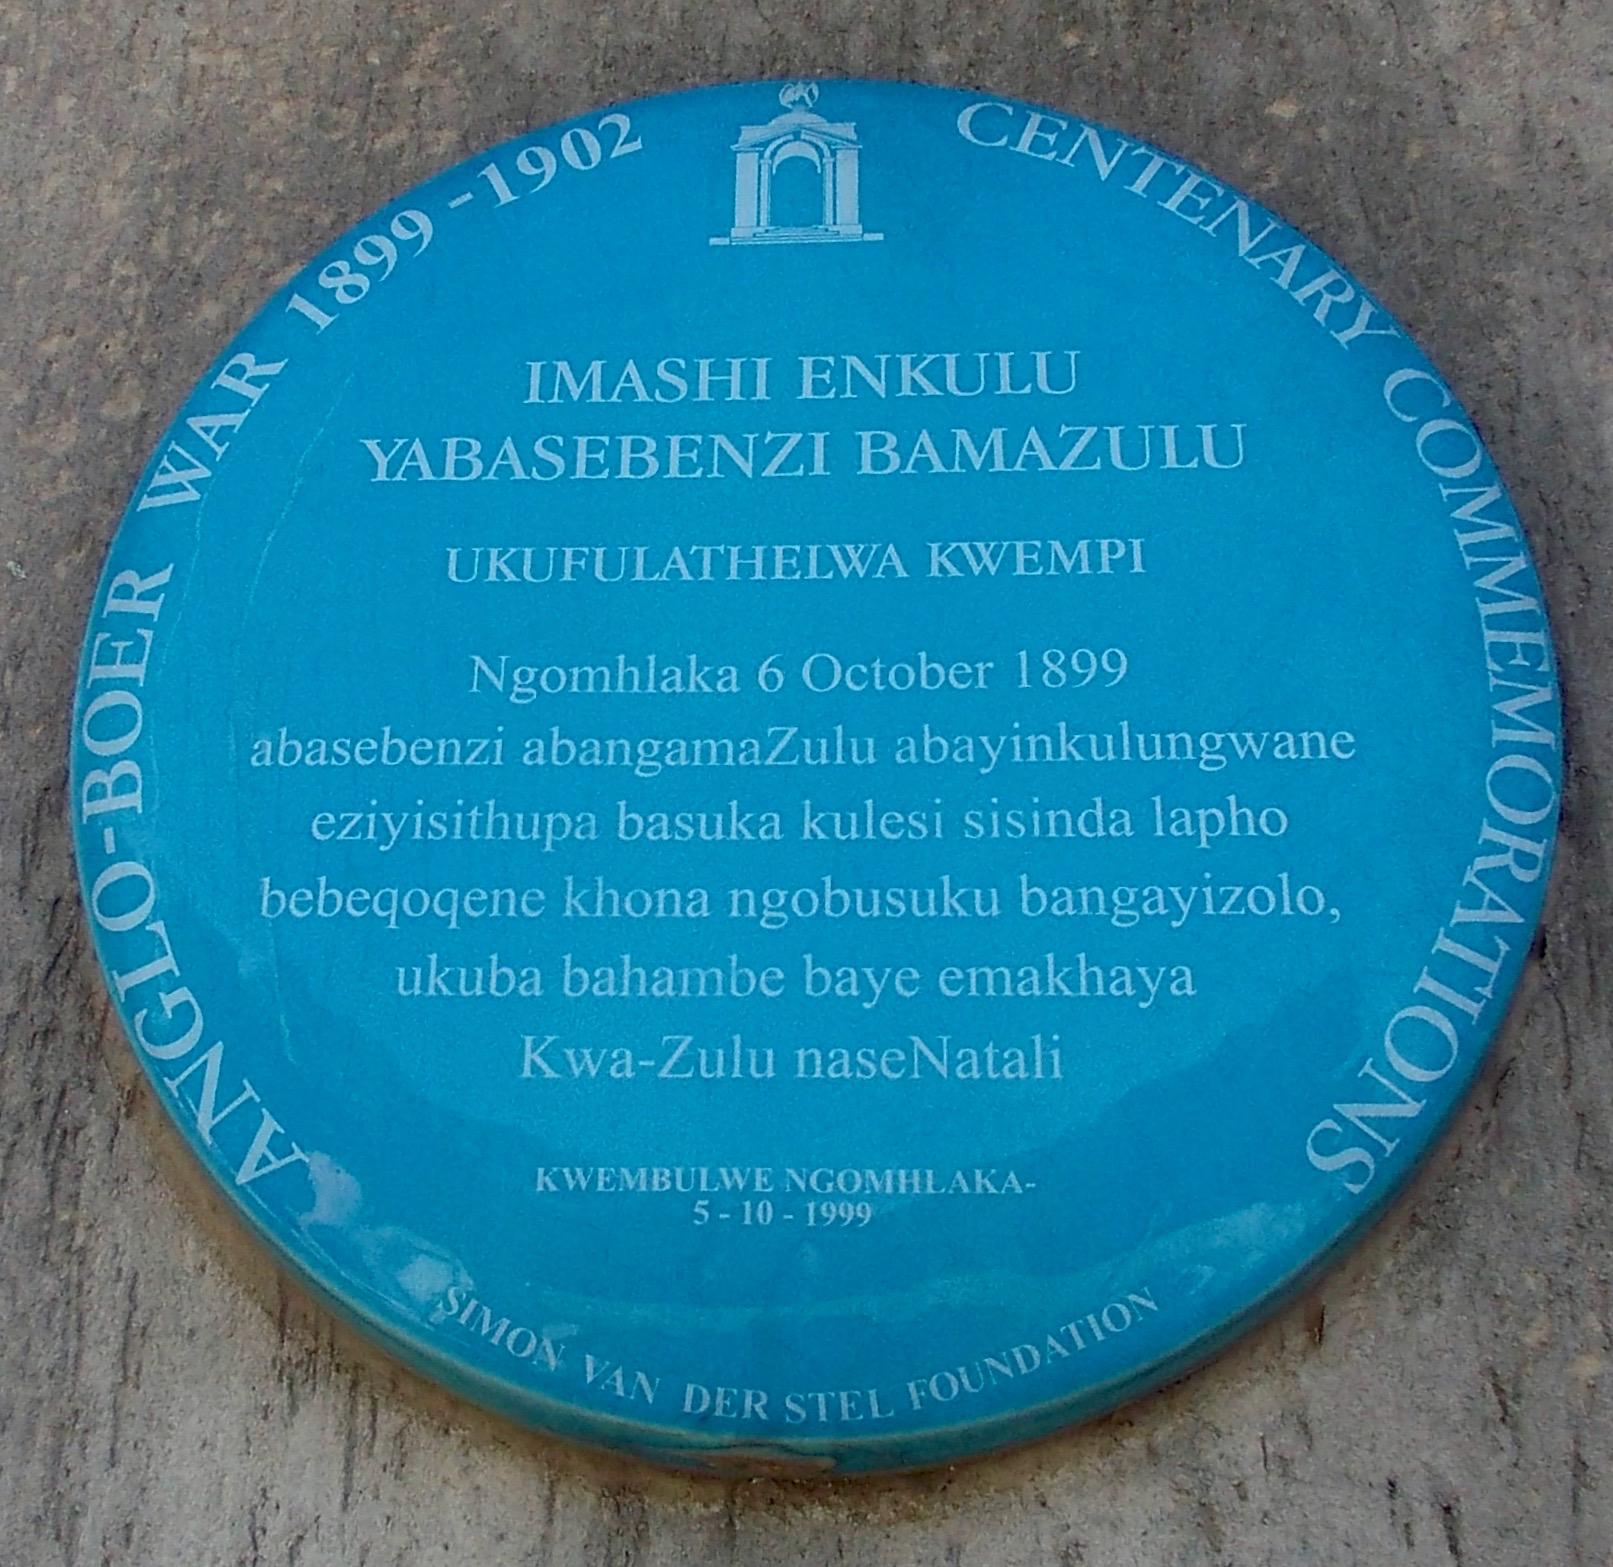 ANGLO-BOER WAR 1899-1902 CENTENARY COMMEMORATIONS
IMASHI ENKULU
YABASEBENZI BAMAZULU
UKUFULATHELWA KWEMPI
Ngomhlaka 6 October 1899
abasebenzi abangamaZulu abayinkulungwane
eziyisithupa basuka kulesi sisinda lapho
bebeqoqene khona ngobusuku bangayizolo,
ukuba bahambe baye emakhaya
Kwa-Zulu naseNatali
KWEMBULWE NGOMHLAKA-
5 - 10 - 1999
SIMON VAN DER STEL FOUNDATION